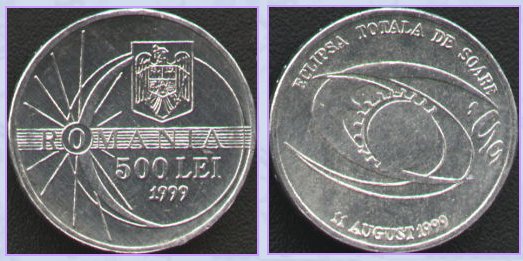 ROMANIA
500 LEI
1999
ECLIPSA TOTALA DE SOARE
11 AUGUST 1999